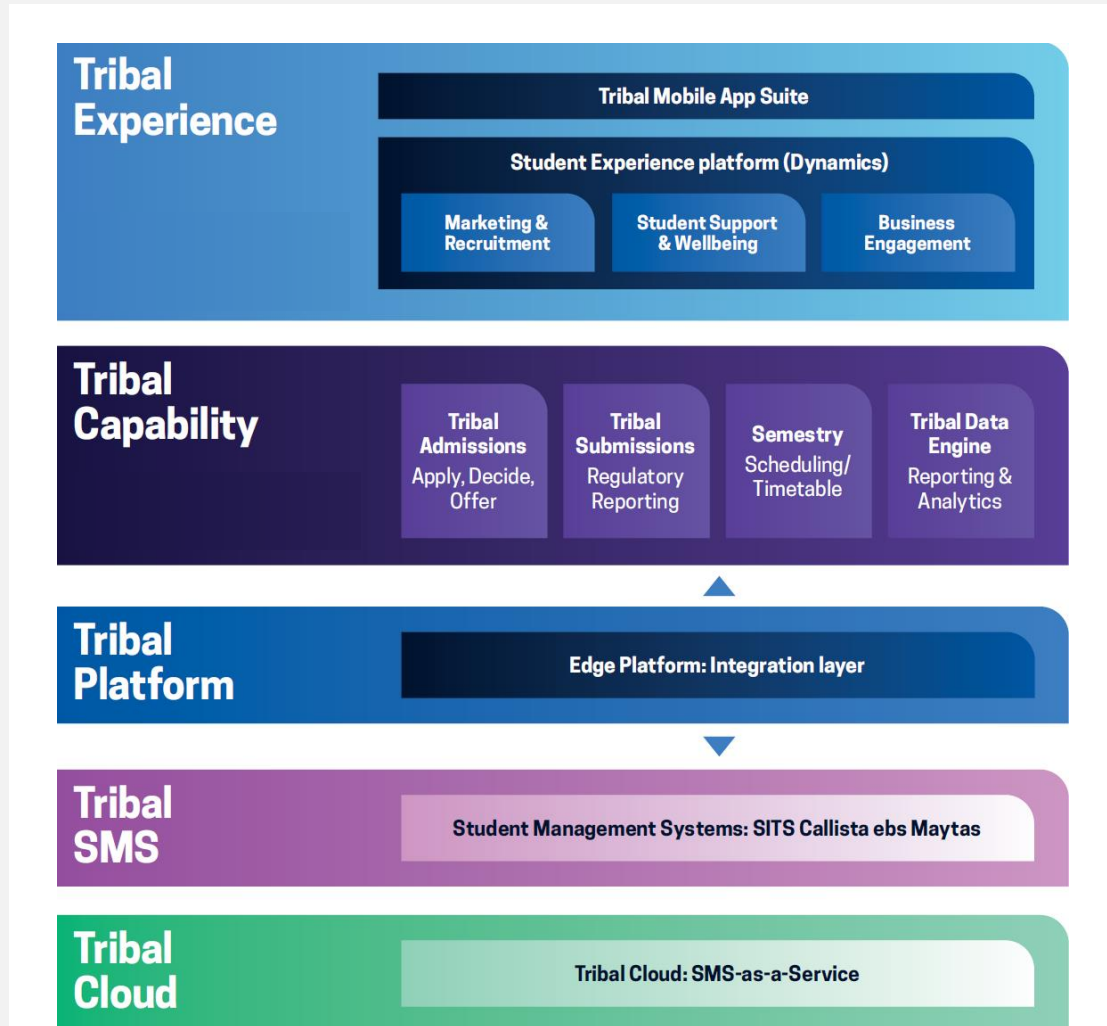 Tribal
Experience
Tribal Mobile App Suite
Student Experience platform (Dynamics)
Marketing &
Recruitment
Student Support
& Wellbeing
Business
Engagement
Tribal
Capability
Tribal
Admissions
Apply, Decide,
Offer
Tribal
Submissions
Regulatory
Reporting
Semestry
Scheduling/
Timetable
Tribal Data
Engine
Reporting &
Analytics
Tribal
Platform
Edge Platform: Integration layer
Tribal
SMS
Student Management Systems: SITS Callista ebs Maytas
Tribal
Cloud
Tribal Cloud: SMS-as-a-Service